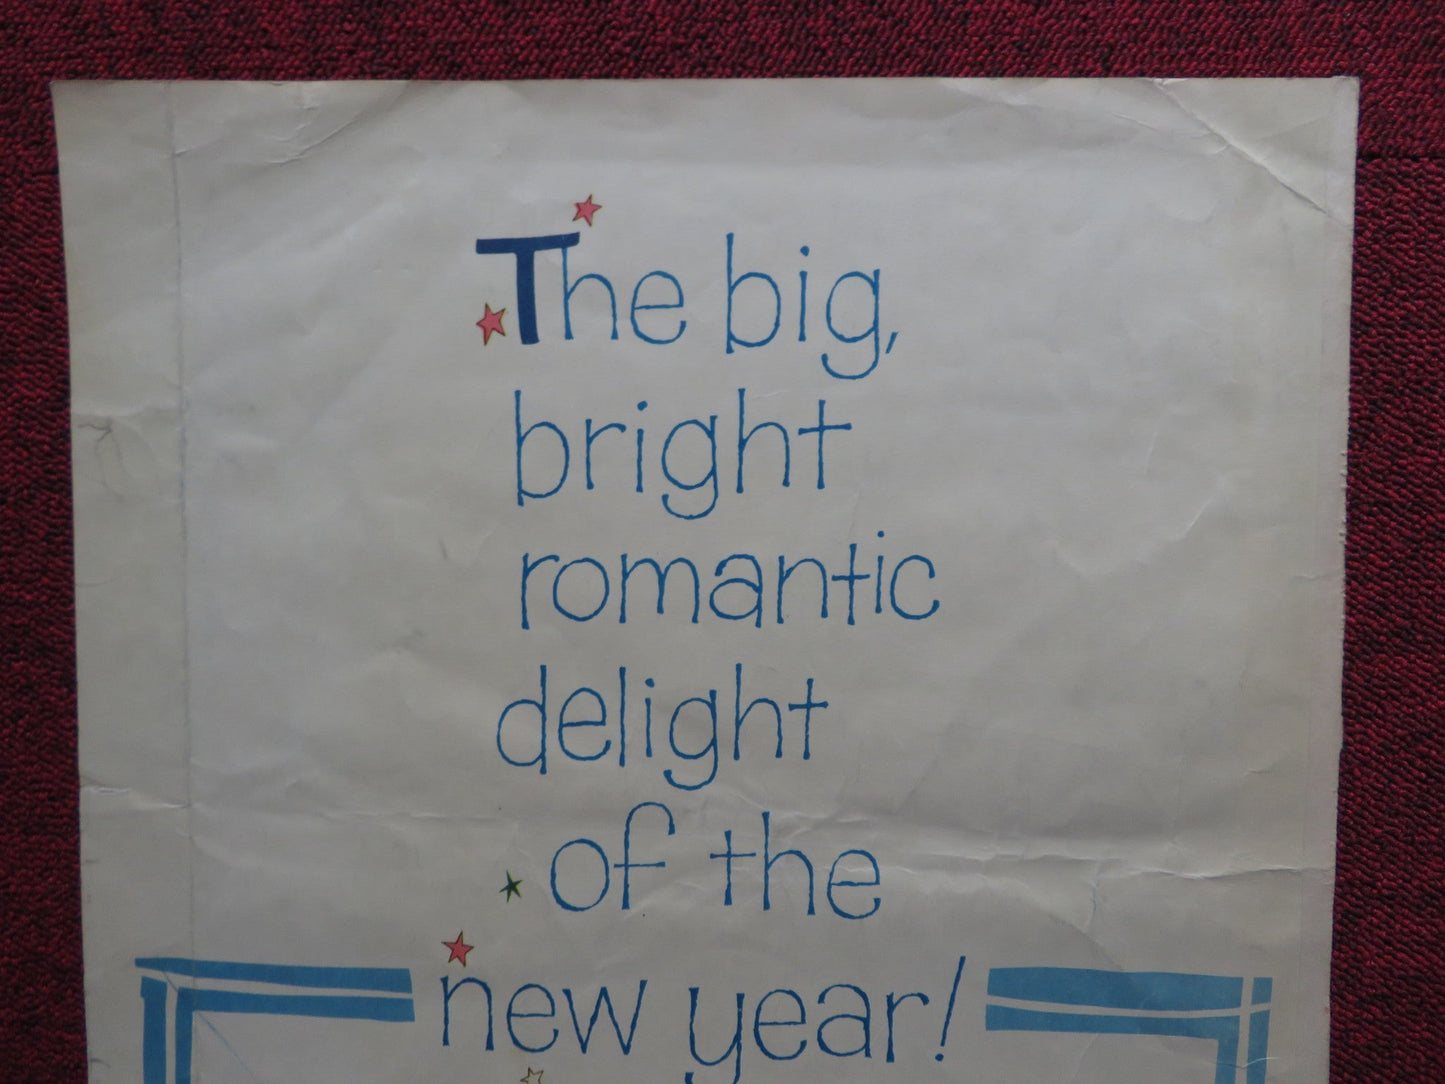 The big,
bright
romantic
delight
of the
new year!